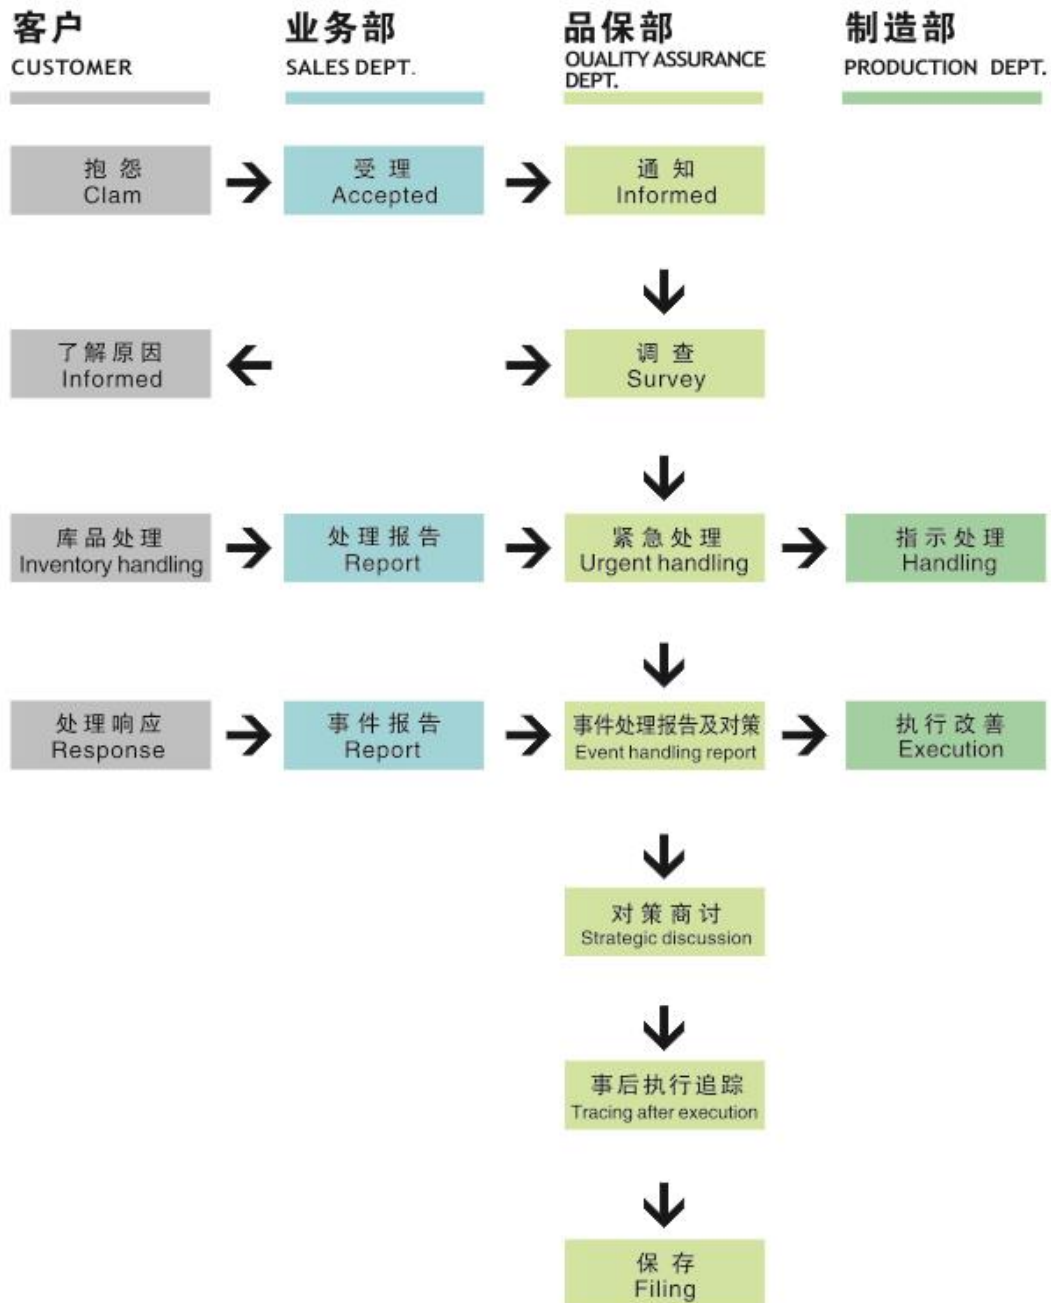 客户
CUSTOMER
业务部
SALES DEPT.
品保部
OUALITY ASSURANCE
DEPT.
制造部
PRODUCTION DEPT.
抱怨
Clam
受理
Accepted
通知
Informed
了解原因
Informed
调查
Survey
库品处理
Inventory handling
处理报告
Report
紧急处理
Urgent handling
指示处理
Handling
处理响应
Response
事件报告
Report
事件处理报告及对策
Event handling report
执行改善
Execution
对策商讨
Strategic discussion
事后执行追踪
Tracing after execution
保存
Filing